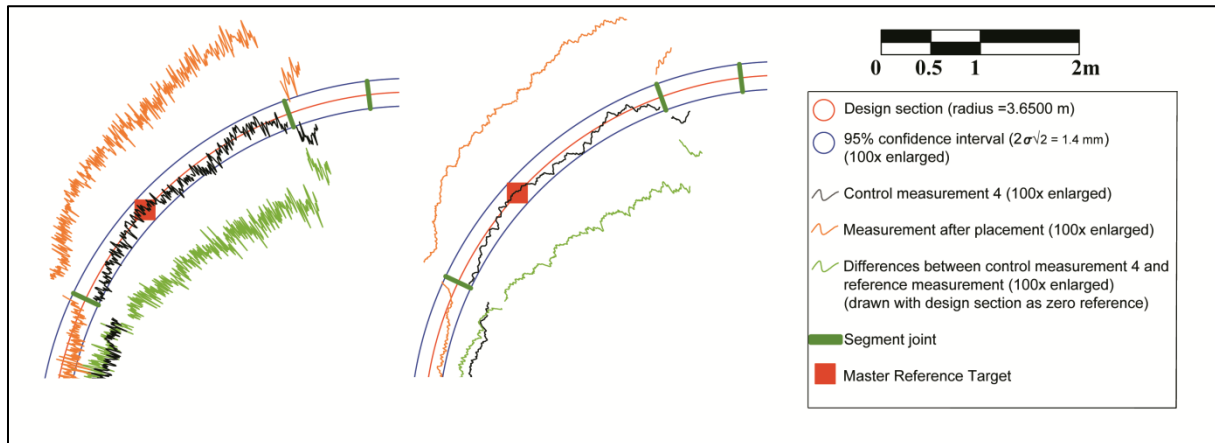 0 0.5 1 2m
Design section (radius =3.6500 m)
95% confidence interval (2σ√2 = 1.4 mm)
(100x enlarged)
Control measurement 4 (100x enlarged)
Measurement after placement (100x enlarged)
Differences between control measurement 4 and
reference measurement (100x enlarged)
(drawn with design section as zero reference)
Segment joint
Master Reference Target